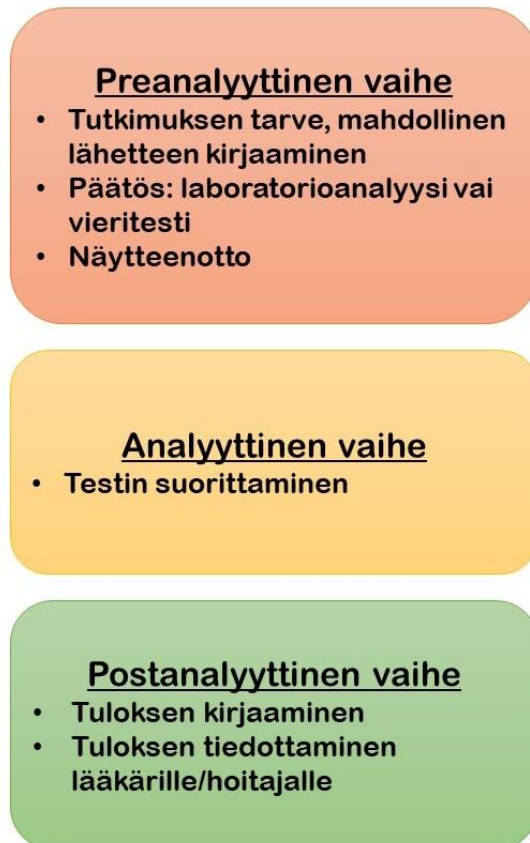 Preanalyyttinen vaihe
• Tutkimuksen tarve, mahdollinen
lähetteen kirjaaminen
• Päätös: laboratorioanalyysi vai
vieritesti
• Näytteenotto
Analyyttinen vaihe
• Testin suorittaminen
Postanalyyttinen vaihe
• Tuloksen kirjaaminen
• Tuloksen tiedottaminen
lääkärille/hoitajalle